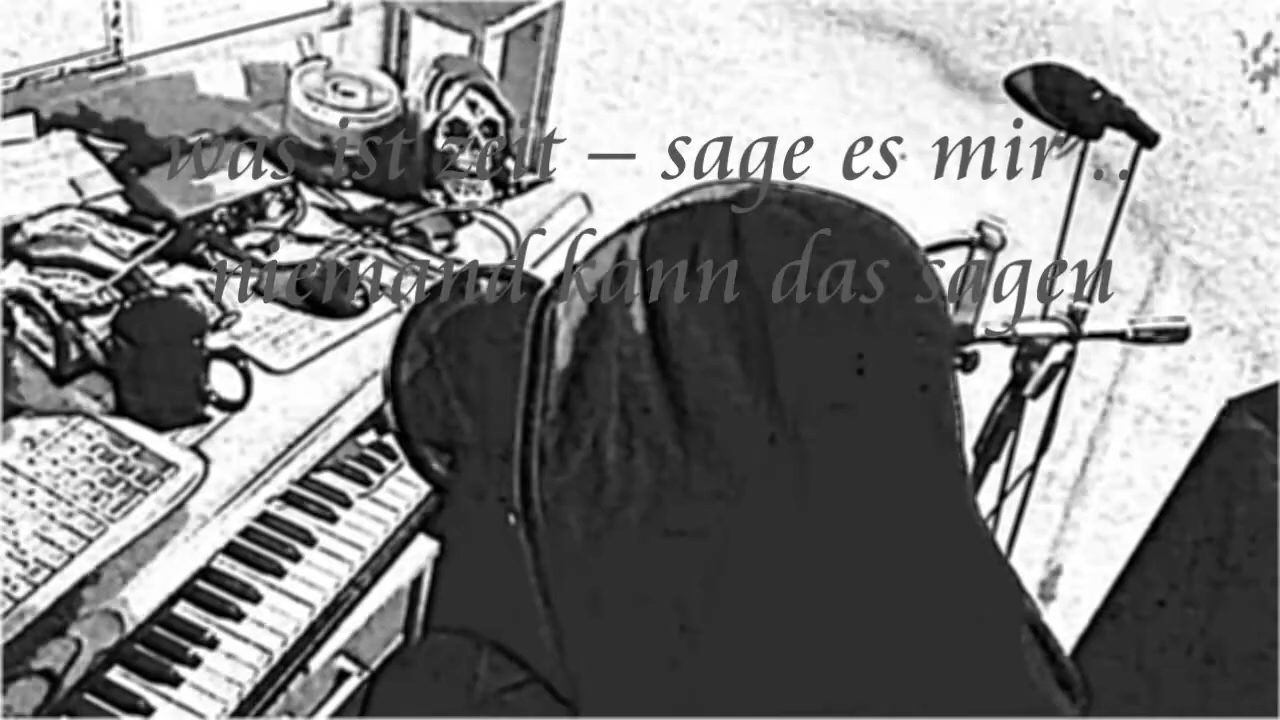 was ist zeit – sage es mir ..
niemand kann das sagen